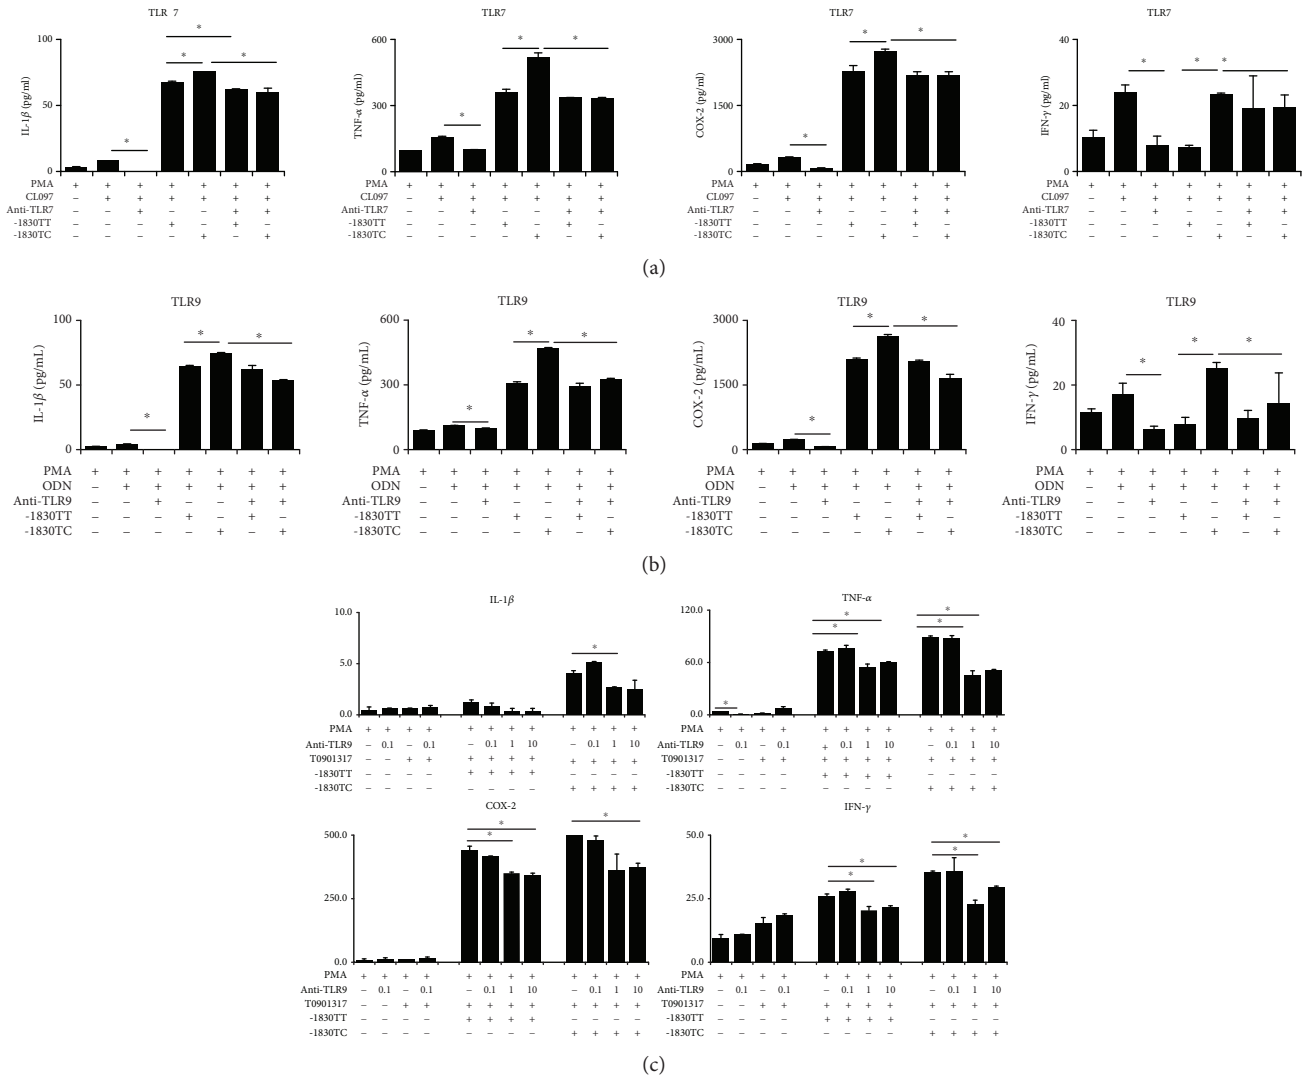 TLR 7
100
50
0
IL-1β (pg/ml)
* * * * *
PMA + + + + + + +
CL097 – + + + + + +
Anti-TLR7 – – + – – + +
-1830TT – – – + – + –
-1830TC – – – – + – +
TLR7
600
300
0
TNF-α (pg/ml)
* * *
PMA + + + + + + +
CL097 – + + + + + +
Anti-TLR7 – – + – – + +
-1830TT – – – + – + –
-1830TC – – – – + – +
TLR7
3000
1500
0
COX-2 (pg/ml)
* * *
PMA + + + + + + +
CL097 – + + + + + +
Anti-TLR7 – – + – – + +
-1830TT – – – + – + –
-1830TC – – – – + – +
TLR7
40
20
0
IFN-γ (pg/ml)
* * *
PMA + + + + + + +
CL097 – + + + + + +
Anti-TLR7 – – + – – + +
-1830TT – – – + – + –
-1830TC – – – – + – +
(a)
TLR9
100
50
0
IL-1β (pg/mL)
* * *
PMA + + + + + + +
ODN – + + + + + +
Anti-TLR9 – – + – – + +
-1830TT – – – + – + –
-1830TC – – – – + – +
TLR9
600
300
0
TNF-α (pg/mL)
* * *
PMA + + + + + + +
ODN – + + + + + +
Anti-TLR9 – – + – – + +
-1830TT – – – + – + –
-1830TC – – – – + – +
TLR9
3000
1500
0
COX-2 (pg/mL)
* * *
PMA + + + + + + +
ODN – + + + + + +
Anti-TLR9 – – + – – + +
-1830TT – – – + – + –
-1830TC – – – – + – +
TLR9
40
20
0
IFN-γ (pg/mL)
* * *
PMA + + + + + + +
ODN – + + + + + +
Anti-TLR9 – – + – – + +
-1830TT – – – + – + –
-1830TC – – – – + – +
(b)
IL-1β
10.0
5.0
0.0
*
PMA + + + + + + + + + + + +
Anti-TLR9 – 0.1 – 0.1 – 0.1 1 10 – 0.1 1 10
T0901317 – – + + + + + + + + + +
-1830TT – – – – + + + + – – – –
-1830TC – – – – – – – – + + + +
TNF-α
120.0
60.0
0.0
* * * * *
PMA + + + + + + + + + + + +
Anti-TLR9 – 0.1 – 0.1 + 0.1 1 10 – 0.1 1 10
T0901317 – – + + + + + + + + + +
-1830TT – – – – + + + + – – – –
-1830TC – – – – – – – – + + + +
COX-2
500.0
250.0
0.0
* * *
PMA + + + + + + + + + + + +
Anti-TLR9 – 0.1 – 0.1 – 0.1 1 10 – 0.1 1 10
T0901317 – – + + + + + + + + + +
-1830TT – – – – + + + + – – – –
-1830TC – – – – – – – – + + + +
IFN-γ
50.0
25.0
0.0
* * * *
PMA + + + + + + + + + + + +
Anti-TLR9 – 0.1 – 0.1 – 0.1 1 10 – 0.1 1 10
T0901317 – – + + + + + + + + + +
-1830TT – – – – + + + + – – – –
-1830TC – – – – – – – – + + + +
(c)